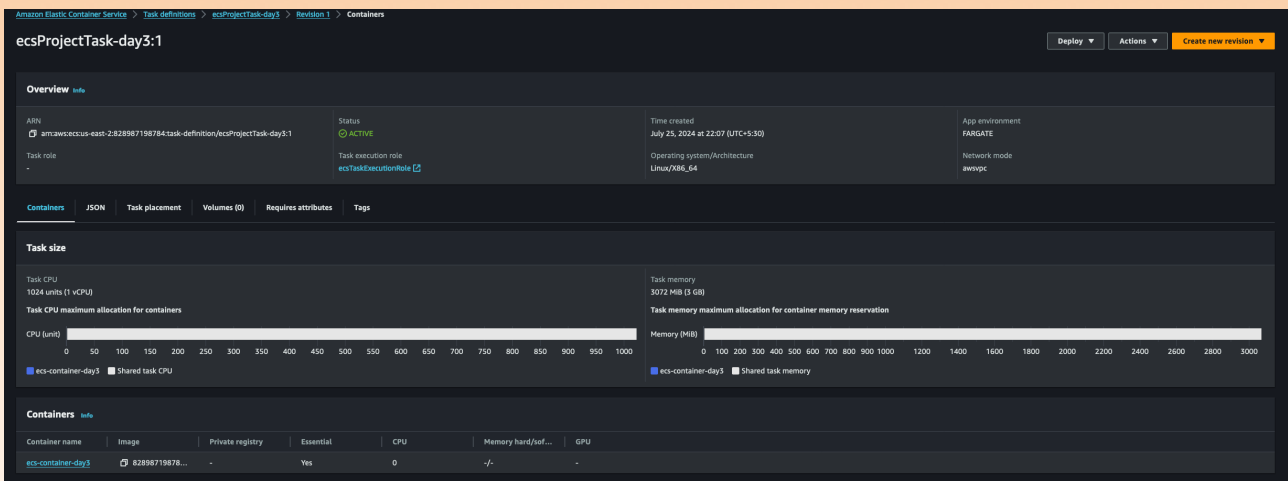 Amazon Elastic Container Service > Task definitions > ecsProjectTask-day3 > Revision 1 > Containers
ecsProjectTask-day3:1
Deploy ▼ Actions ▼ Create new revision ▼
Overview Info
ARN
arn:aws:ecs:us-east-2:828987198784:task-definition/ecsProjectTask-day3:1
Status
ACTIVE
Time created
July 25, 2024 at 22:07 (UTC+5:30)
App environment
FARGATE
Task role
-
Task execution role
ecsTaskExecutionRole
Operating system/Architecture
Linux/X86_64
Network mode
awsvpc
Containers JSON Task placement Volumes (0) Requires attributes Tags
Task size
Task CPU
1024 units (1 vCPU)
Task CPU maximum allocation for containers
CPU (unit)
0 50 100 150 200 250 300 350 400 450 500 550 600 650 700 750 800 850 900 950 1000
ecs-container-day3 Shared task CPU
Task memory
3072 MiB (3 GB)
Task memory maximum allocation for container memory reservation
Memory (MiB)
0 100 200 300 400 500 600 700 800 900 1000 1200 1400 1600 1800 2000 2200 2400 2600 2800 3000
ecs-container-day3 Shared task memory
Containers Info
Container name Image Private registry Essential CPU Memory hard/sof... GPU
ecs-container-day3 82898719878... - Yes 0 -/- -